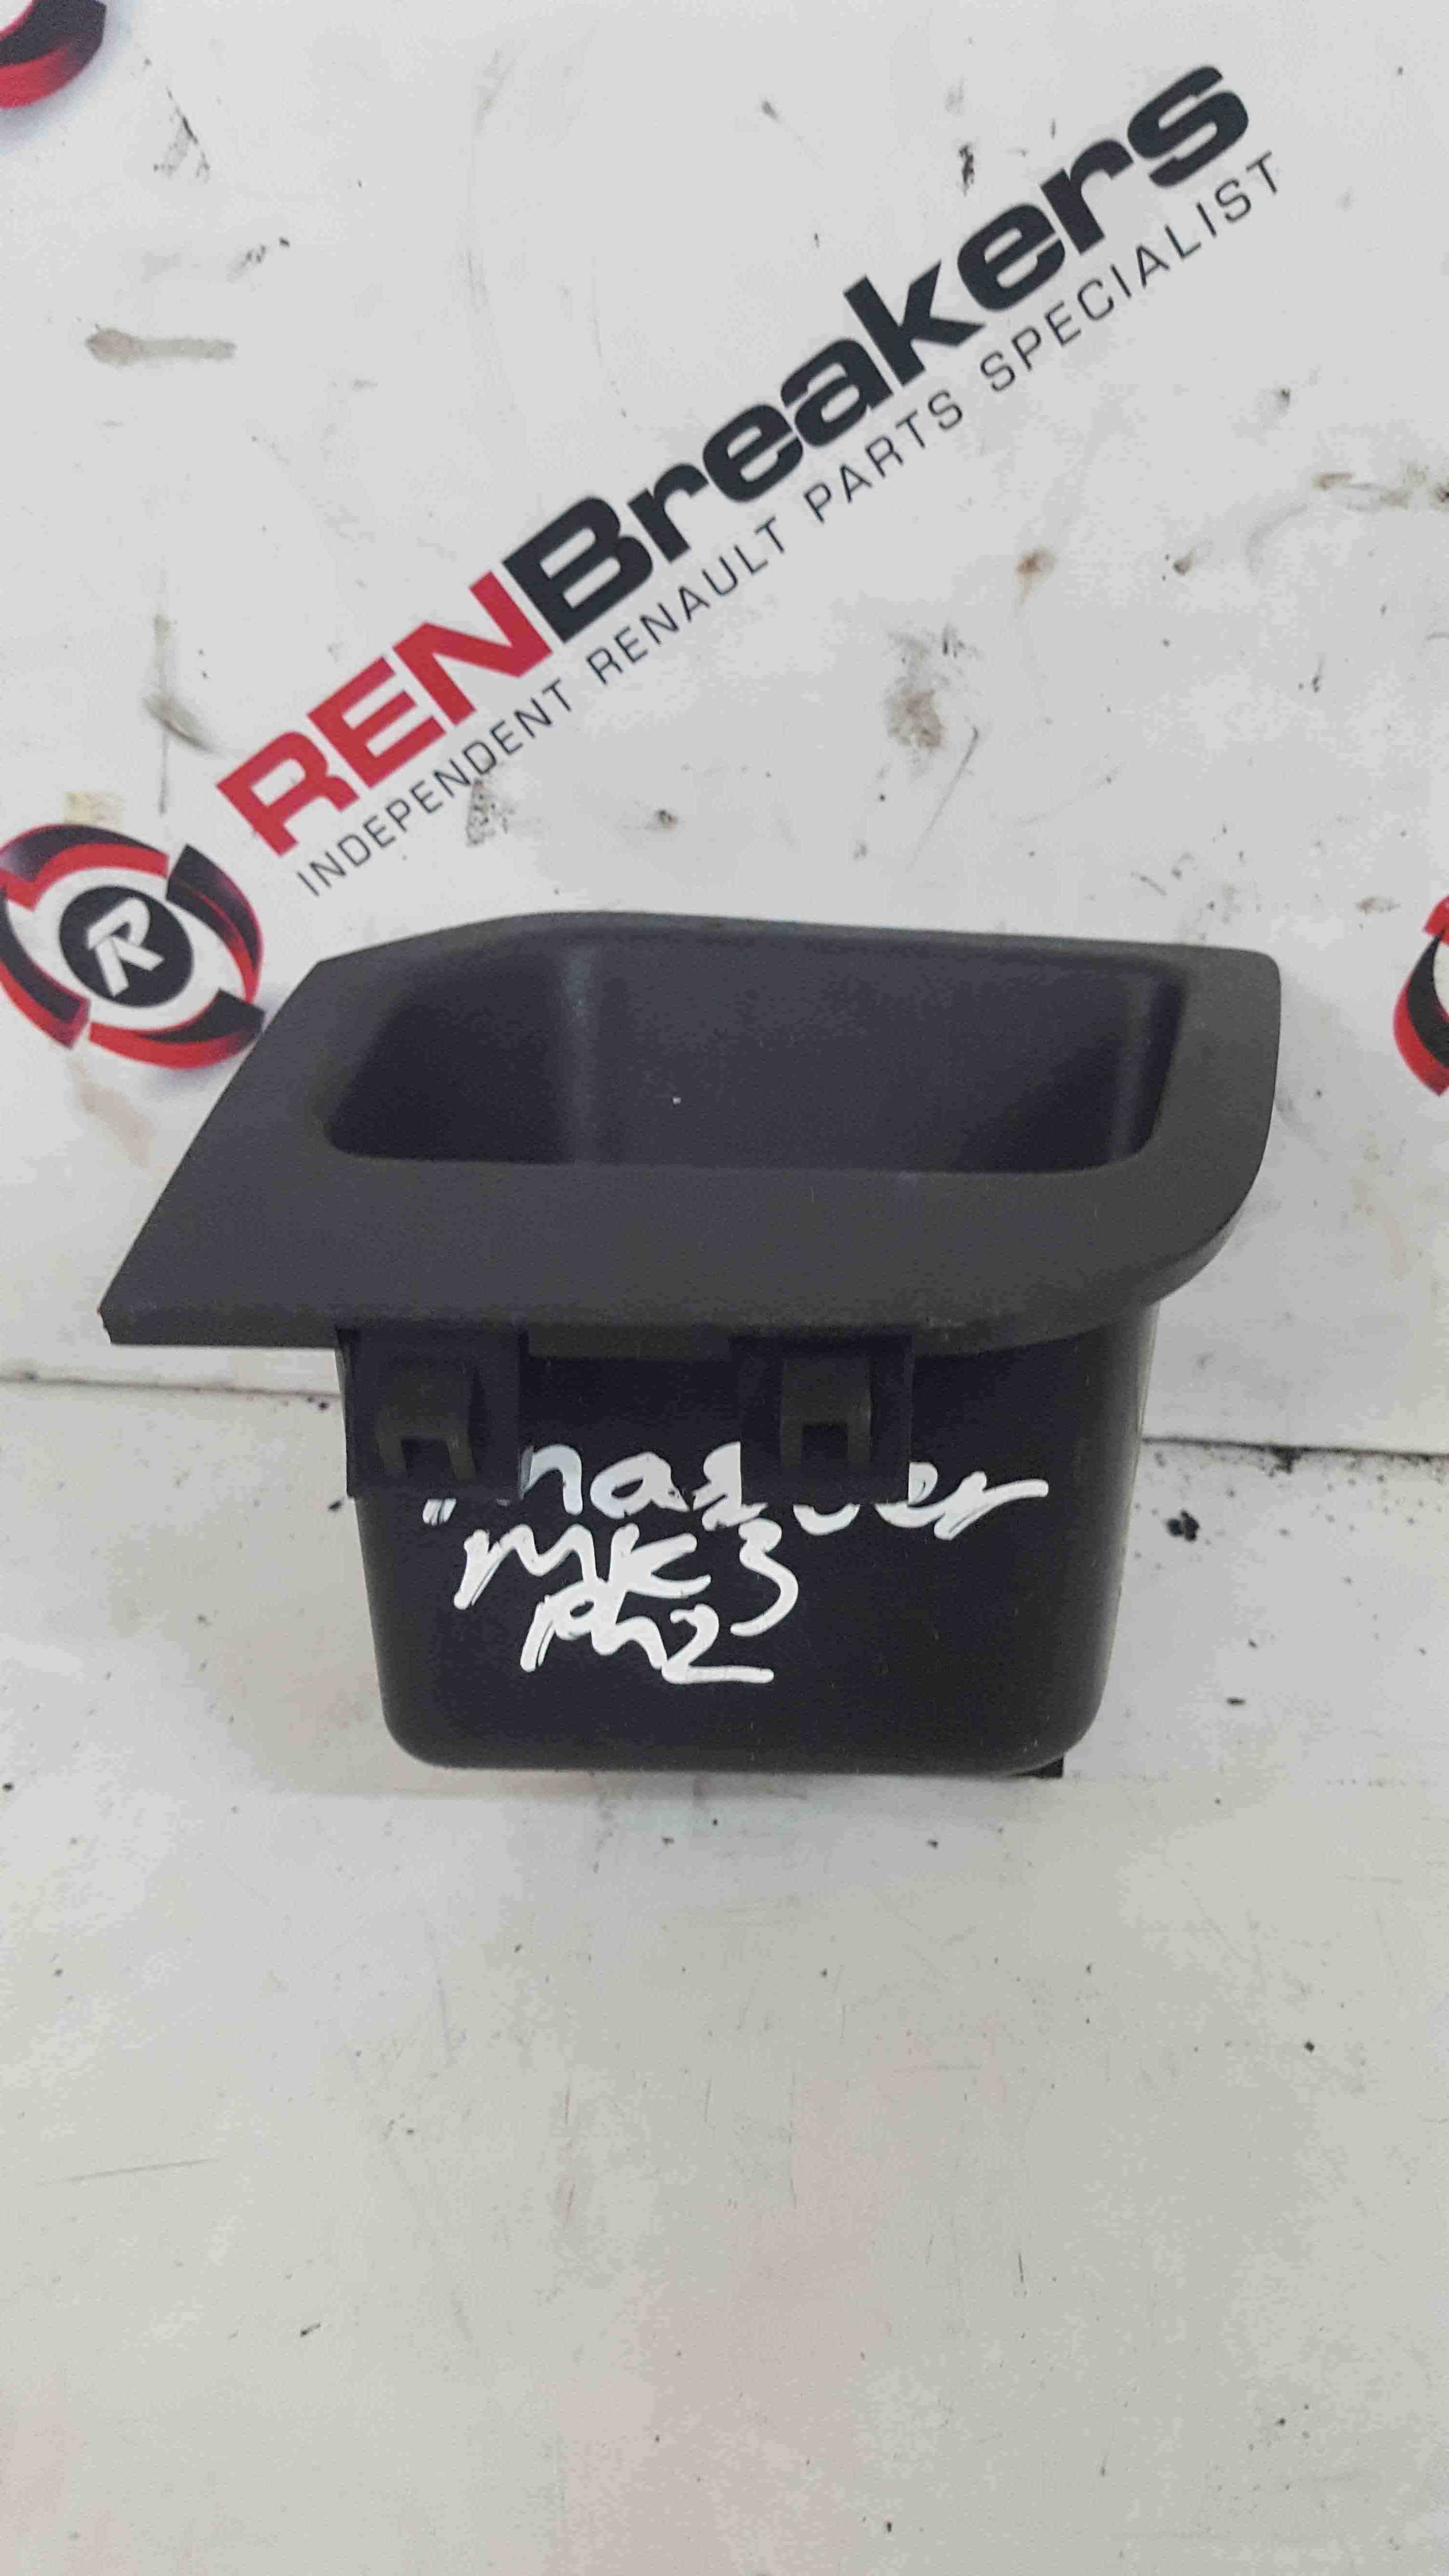 RENBreakers
INDEPENDENT RENAULT PARTS SPECIALIST
R
master
MK3
Ph2